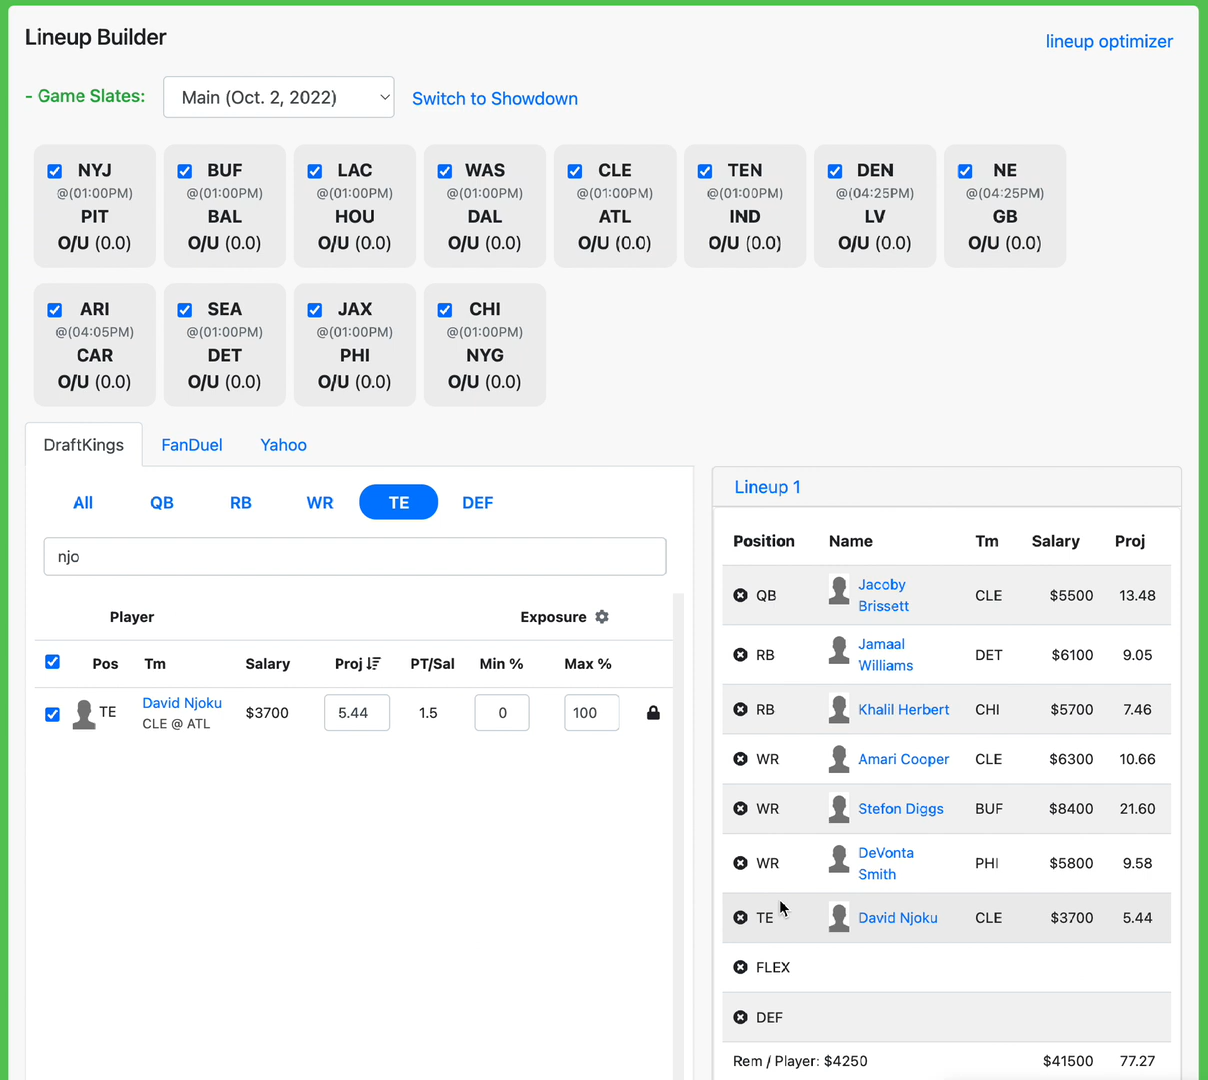 Lineup Builder
lineup optimizer
- Game Slates: Main (Oct. 2, 2022) Switch to Showdown
NYJ BUF LAC WAS CLE TEN DEN NE
@(01:00PM) @(01:00PM) @(01:00PM) @(01:00PM) @(01:00PM) @(01:00PM) @(04:25PM) @(04:25PM)
PIT BAL HOU DAL ATL IND LV GB
O/U (0.0) O/U (0.0) O/U (0.0) O/U (0.0) O/U (0.0) O/U (0.0) O/U (0.0) O/U (0.0)
ARI SEA JAX CHI
@(04:05PM) @(01:00PM) @(01:00PM) @(01:00PM)
CAR DET PHI NYG
O/U (0.0) O/U (0.0) O/U (0.0) O/U (0.0)
DraftKings FanDuel Yahoo
All QB RB WR TE DEF
njo
Player Exposure
Pos Tm Salary Proj PT/Sal Min % Max %
TE David Njoku $3700 5.44 1.5 0 100
CLE @ ATL
Lineup 1
Position Name Tm Salary Proj
QB Jacoby Brissett CLE $5500 13.48
RB Jamaal Williams DET $6100 9.05
RB Khalil Herbert CHI $5700 7.46
WR Amari Cooper CLE $6300 10.66
WR Stefon Diggs BUF $8400 21.60
WR DeVonta Smith PHI $5800 9.58
TE David Njoku CLE $3700 5.44
FLEX
DEF
Rem / Player: $4250 $41500 77.27